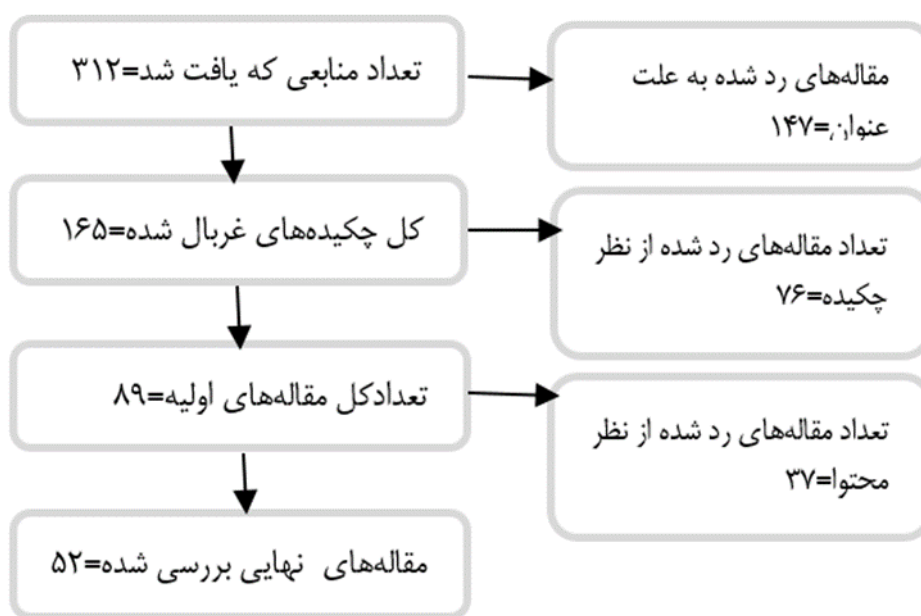 تعداد منابعی که یافت شد=۳۱۲
مقاله‌های رد شده به علت
عنوان=۱۴۷
کل چکیده‌های غربال شده=۱۶۵
تعداد مقاله‌های رد شده از نظر
چکیده=۷۶
تعدادکل مقاله‌های اولیه=۸۹
تعداد مقاله‌های رد شده از نظر
محتوا=۳۷
مقاله‌های نهایی بررسی شده=۵۲